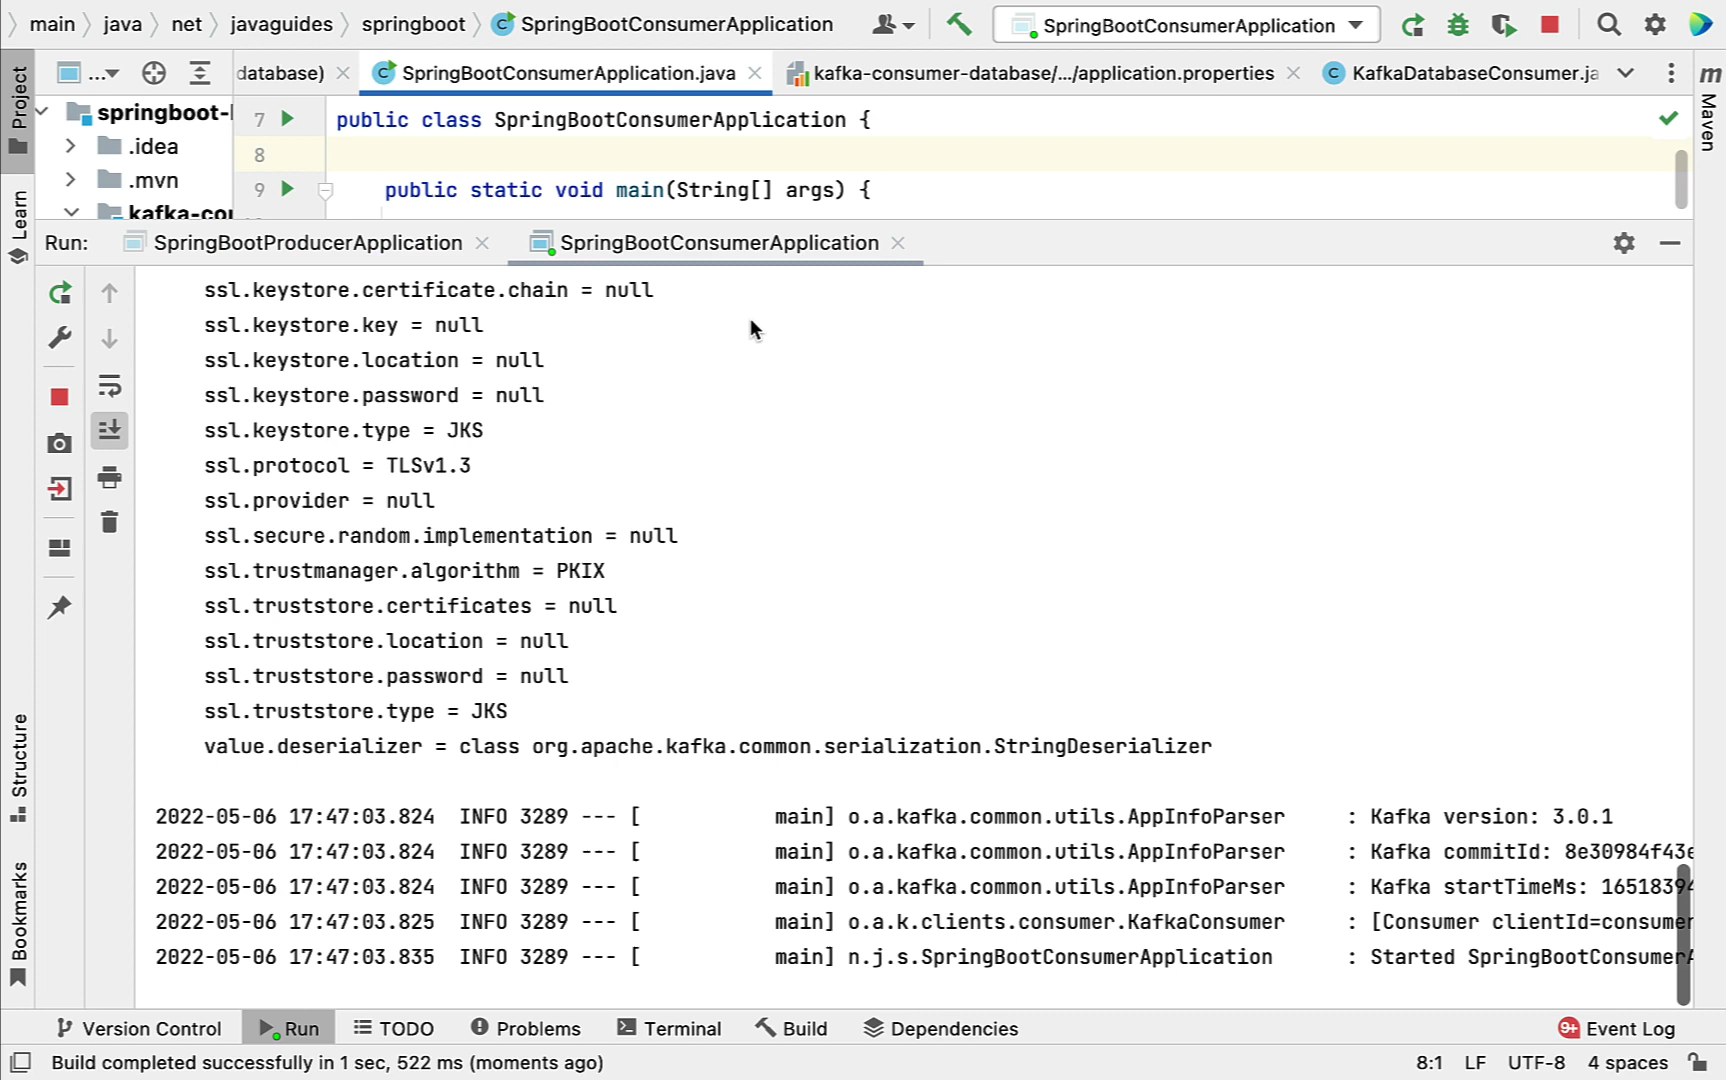 main java net javaguides springboot SpringBootConsumerApplication SpringBootConsumerApplication
... database) SpringBootConsumerApplication.java kafka-consumer-database/.../application.properties KafkaDatabaseConsumer.ja
Project
Learn
Structure
Bookmarks
m Maven
springboot-
.idea
.mvn
kafka-co
7 public class SpringBootConsumerApplication {
8
9 public static void main(String[] args) {
Run: SpringBootProducerApplication SpringBootConsumerApplication
ssl.keystore.certificate.chain = null
ssl.keystore.key = null
ssl.keystore.location = null
ssl.keystore.password = null
ssl.keystore.type = JKS
ssl.protocol = TLSv1.3
ssl.provider = null
ssl.secure.random.implementation = null
ssl.trustmanager.algorithm = PKIX
ssl.truststore.certificates = null
ssl.truststore.location = null
ssl.truststore.password = null
ssl.truststore.type = JKS
value.deserializer = class org.apache.kafka.common.serialization.StringDeserializer
2022-05-06 17:47:03.824 INFO 3289 --- [ main] o.a.kafka.common.utils.AppInfoParser : Kafka version: 3.0.1
2022-05-06 17:47:03.824 INFO 3289 --- [ main] o.a.kafka.common.utils.AppInfoParser : Kafka commitId: 8e30984f43e
2022-05-06 17:47:03.824 INFO 3289 --- [ main] o.a.kafka.common.utils.AppInfoParser : Kafka startTimeMs: 16518394
2022-05-06 17:47:03.825 INFO 3289 --- [ main] o.a.k.clients.consumer.KafkaConsumer : [Consumer clientId=consumer
2022-05-06 17:47:03.835 INFO 3289 --- [ main] n.j.s.SpringBootConsumerApplication : Started SpringBootConsumerA
Version Control Run TODO Problems Terminal Build Dependencies 9+ Event Log
Build completed successfully in 1 sec, 522 ms (moments ago) 8:1 LF UTF-8 4 spaces